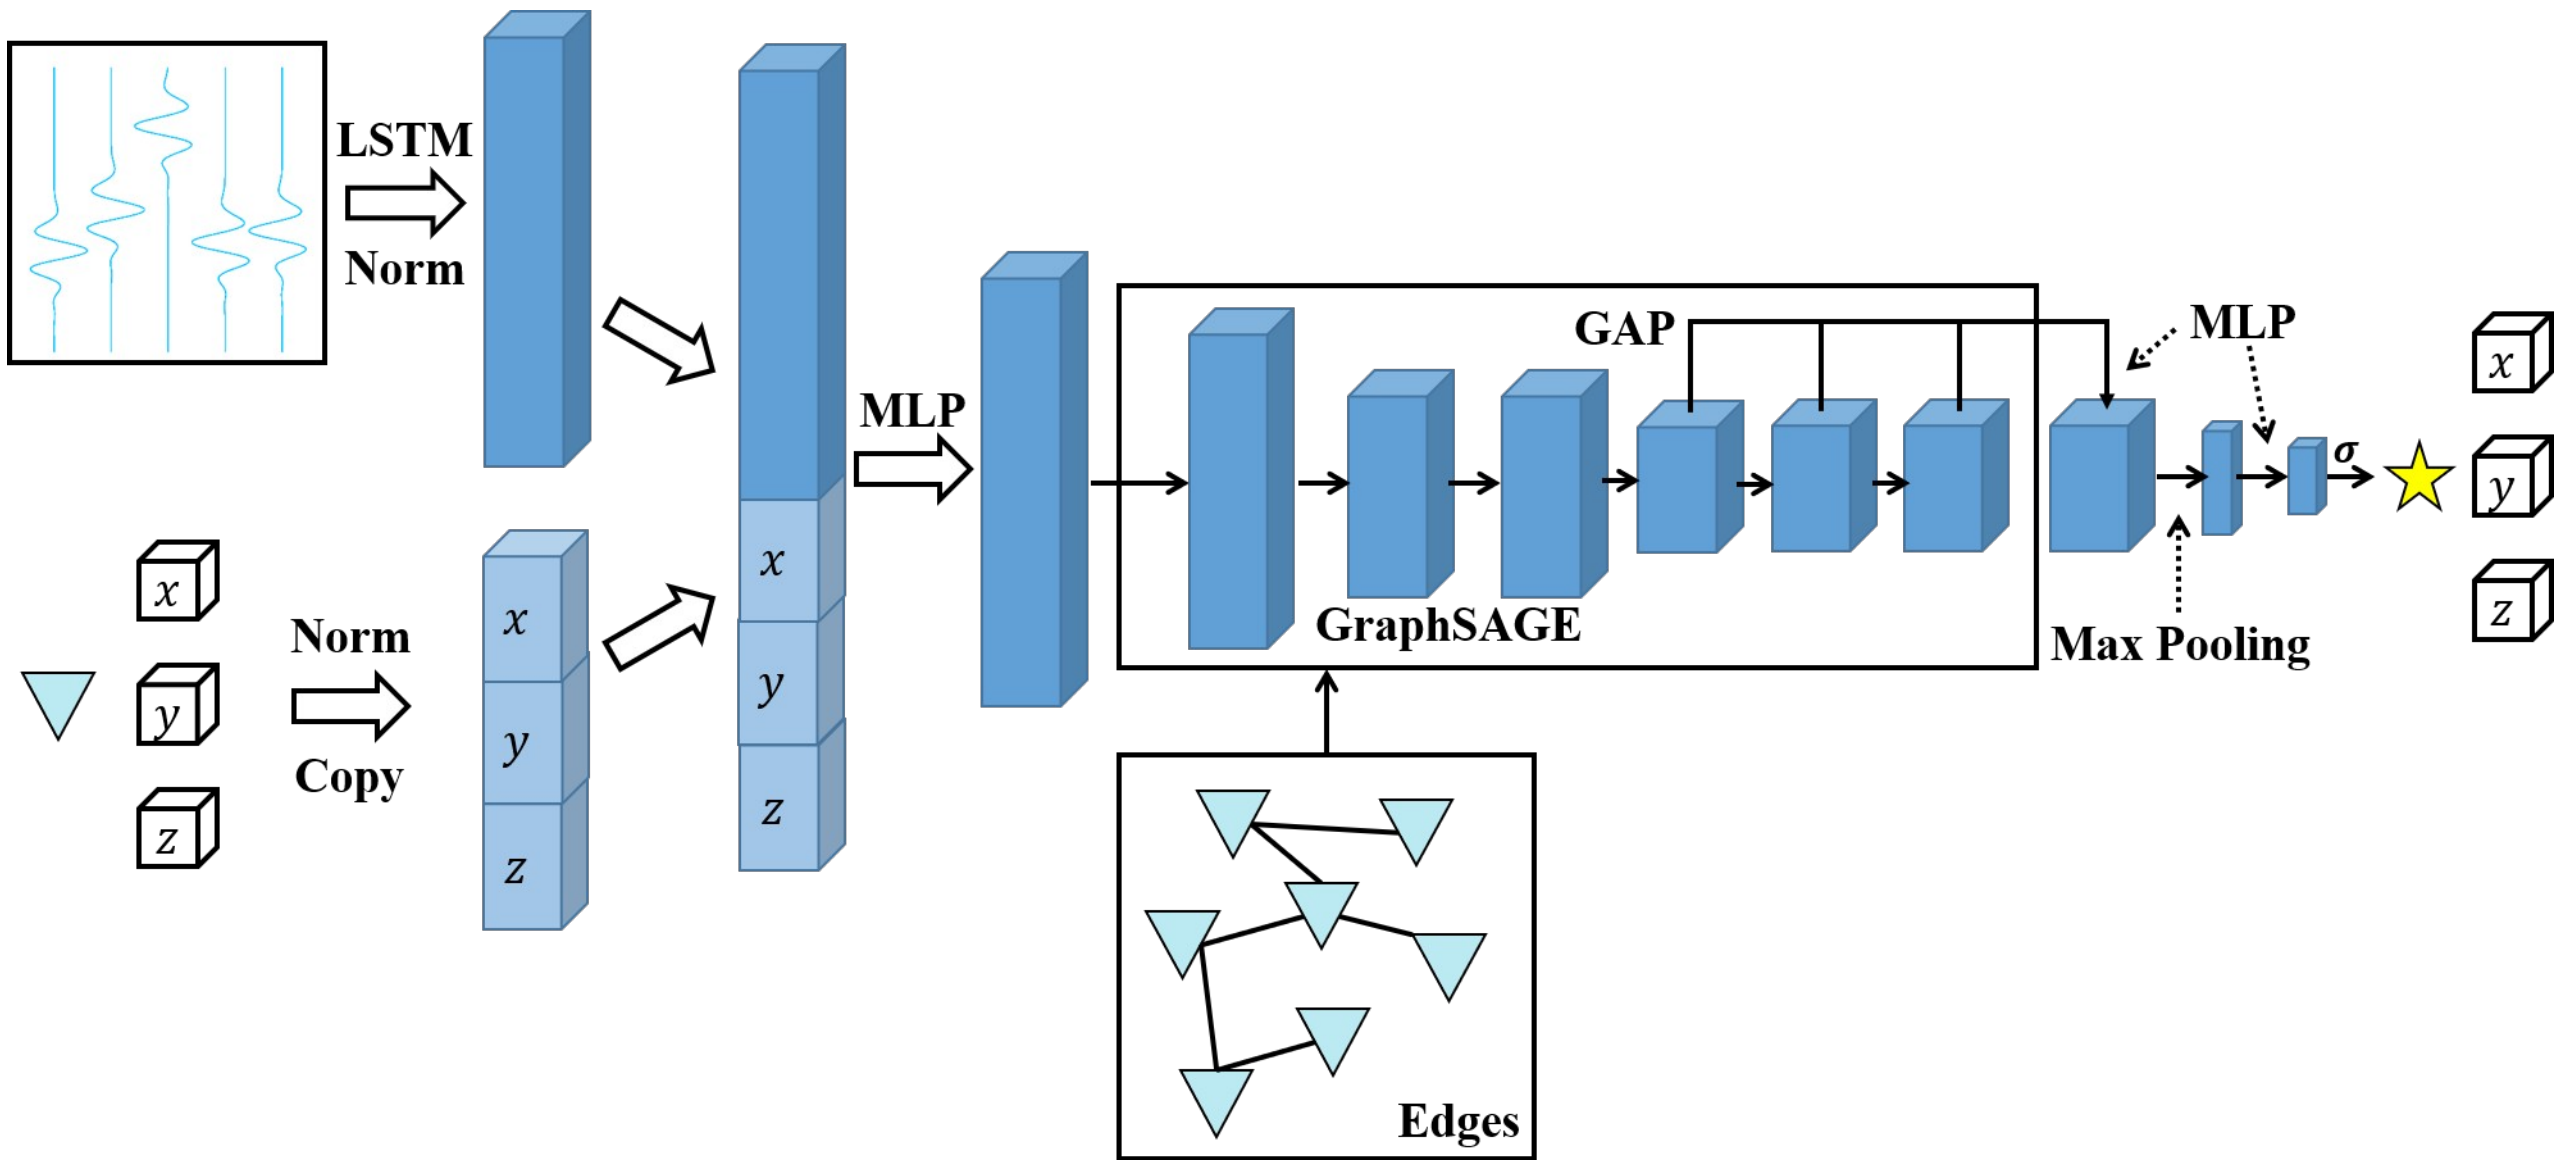 LSTM
Norm
x
y
z
Norm
Copy
x
y
z
x
y
z
MLP
GAP
GraphSAGE
MLP
Max Pooling
σ
x
y
z
Edges